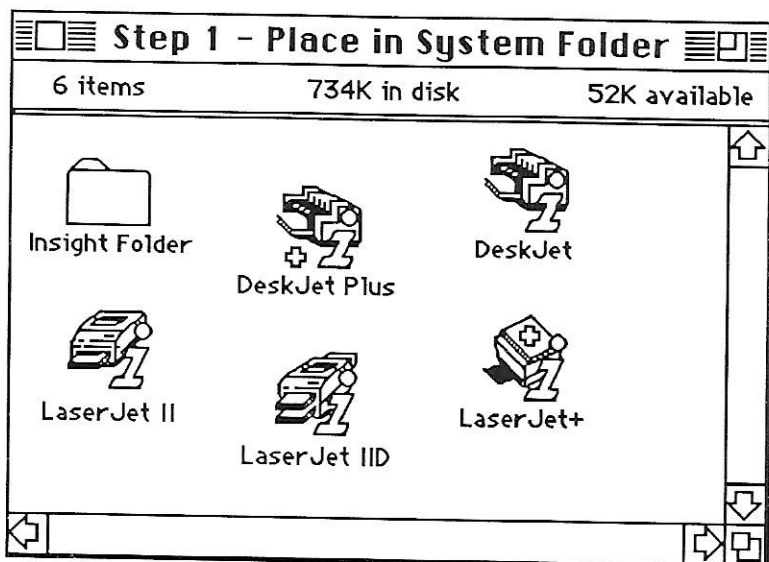 Step 1 - Place in System Folder
6 items 734K in disk 52K available
Insight Folder
DeskJet Plus
DeskJet
LaserJet II
LaserJet IID
LaserJet+